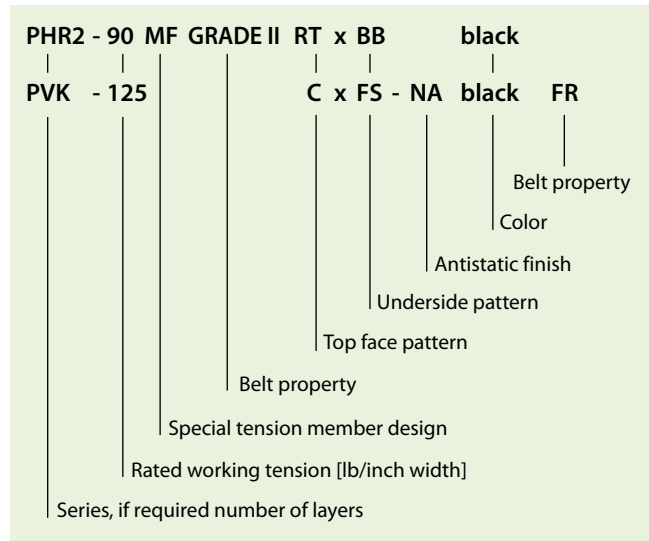 PHR2 - 90 MF GRADE II RT x BB black
PVK - 125 C x FS - NA black FR
Belt property
Color
Antistatic finish
Underside pattern
Top face pattern
Belt property
Special tension member design
Rated working tension [lb/inch width]
Series, if required number of layers